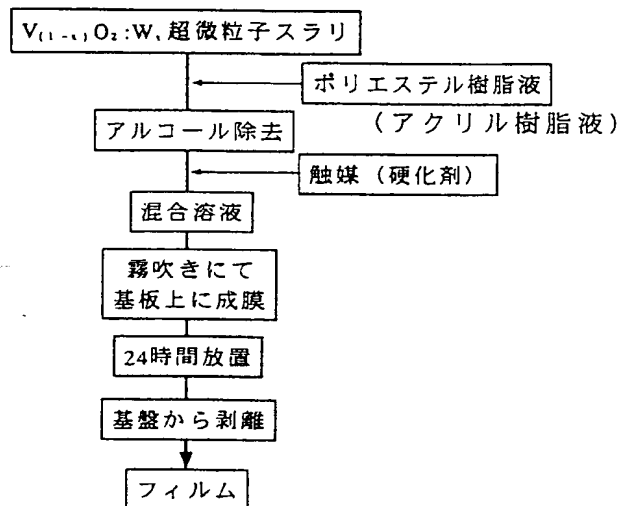 V(1-x)O2:Wx超微粒子スラリ
ポリエステル樹脂液
(アクリル樹脂液)
アルコール除去
触媒(硬化剤)
混合溶液
霧吹きにて
基板上に成膜
24時間放置
基盤から剥離
フィルム